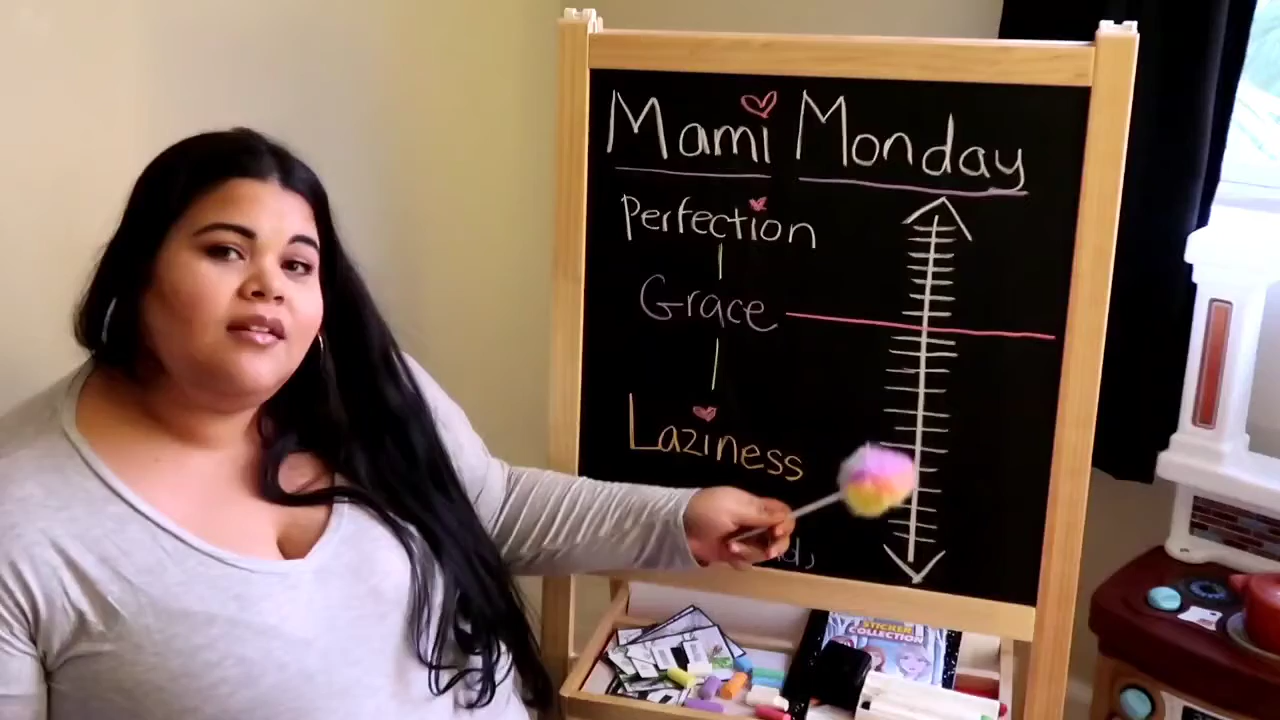 Mami Monday
Perfection
Grace
Laziness
STICKER
COLLECTION